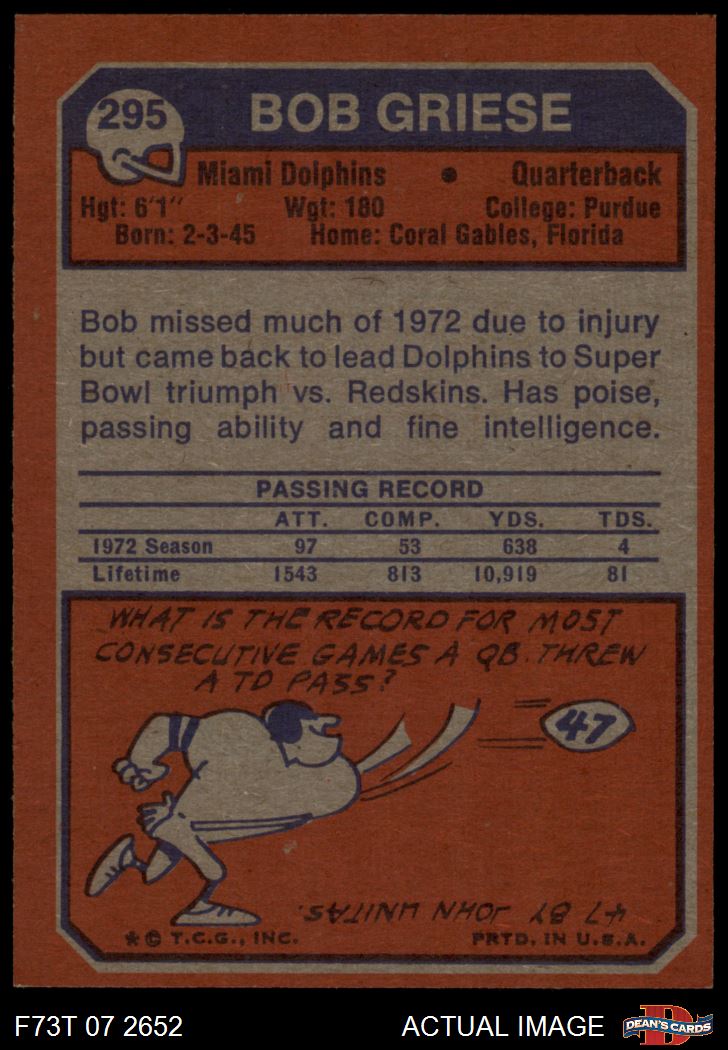 295
BOB GRIESE
Miami Dolphins • Quarterback
Hgt: 6'1" Wgt: 180 College: Purdue
Born: 2-3-45 Home: Coral Gables, Florida
Bob missed much of 1972 due to injury
but came back to lead Dolphins to Super
Bowl triumph vs. Redskins. Has poise,
passing ability and fine intelligence.
PASSING RECORD
ATT. COMP. YDS. TDS.
1972 Season 97 53 638 4
Lifetime 1543 813 10,919 81
WHAT IS THE RECORD FOR MOST
CONSECUTIVE GAMES A QB. THREW
A TD PASS?
47
47 BY JOHN UNITAS.
* © T.C.G., INC. PRTD. IN U.S.A.
F73T 07 2652 ACTUAL IMAGE
D
DEAN'S CARDS